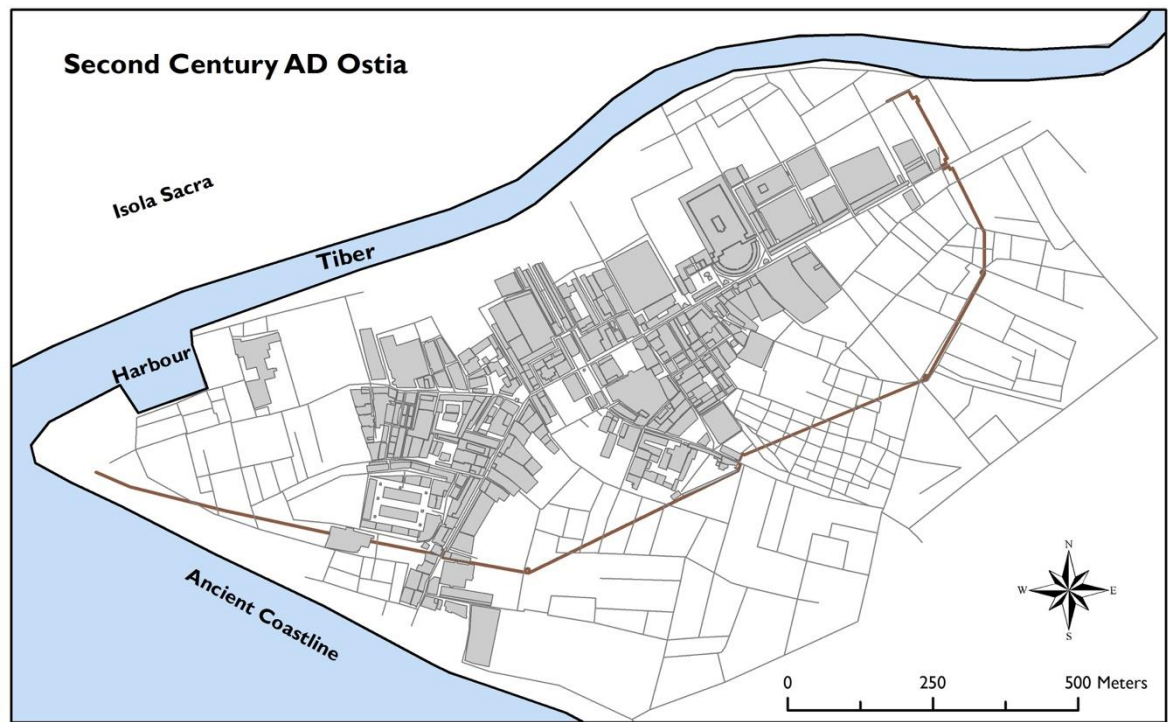 Second Century AD Ostia
Isola Sacra
Tiber
Harbour
Ancient Coastline
N
W E
S
0 250 500 Meters